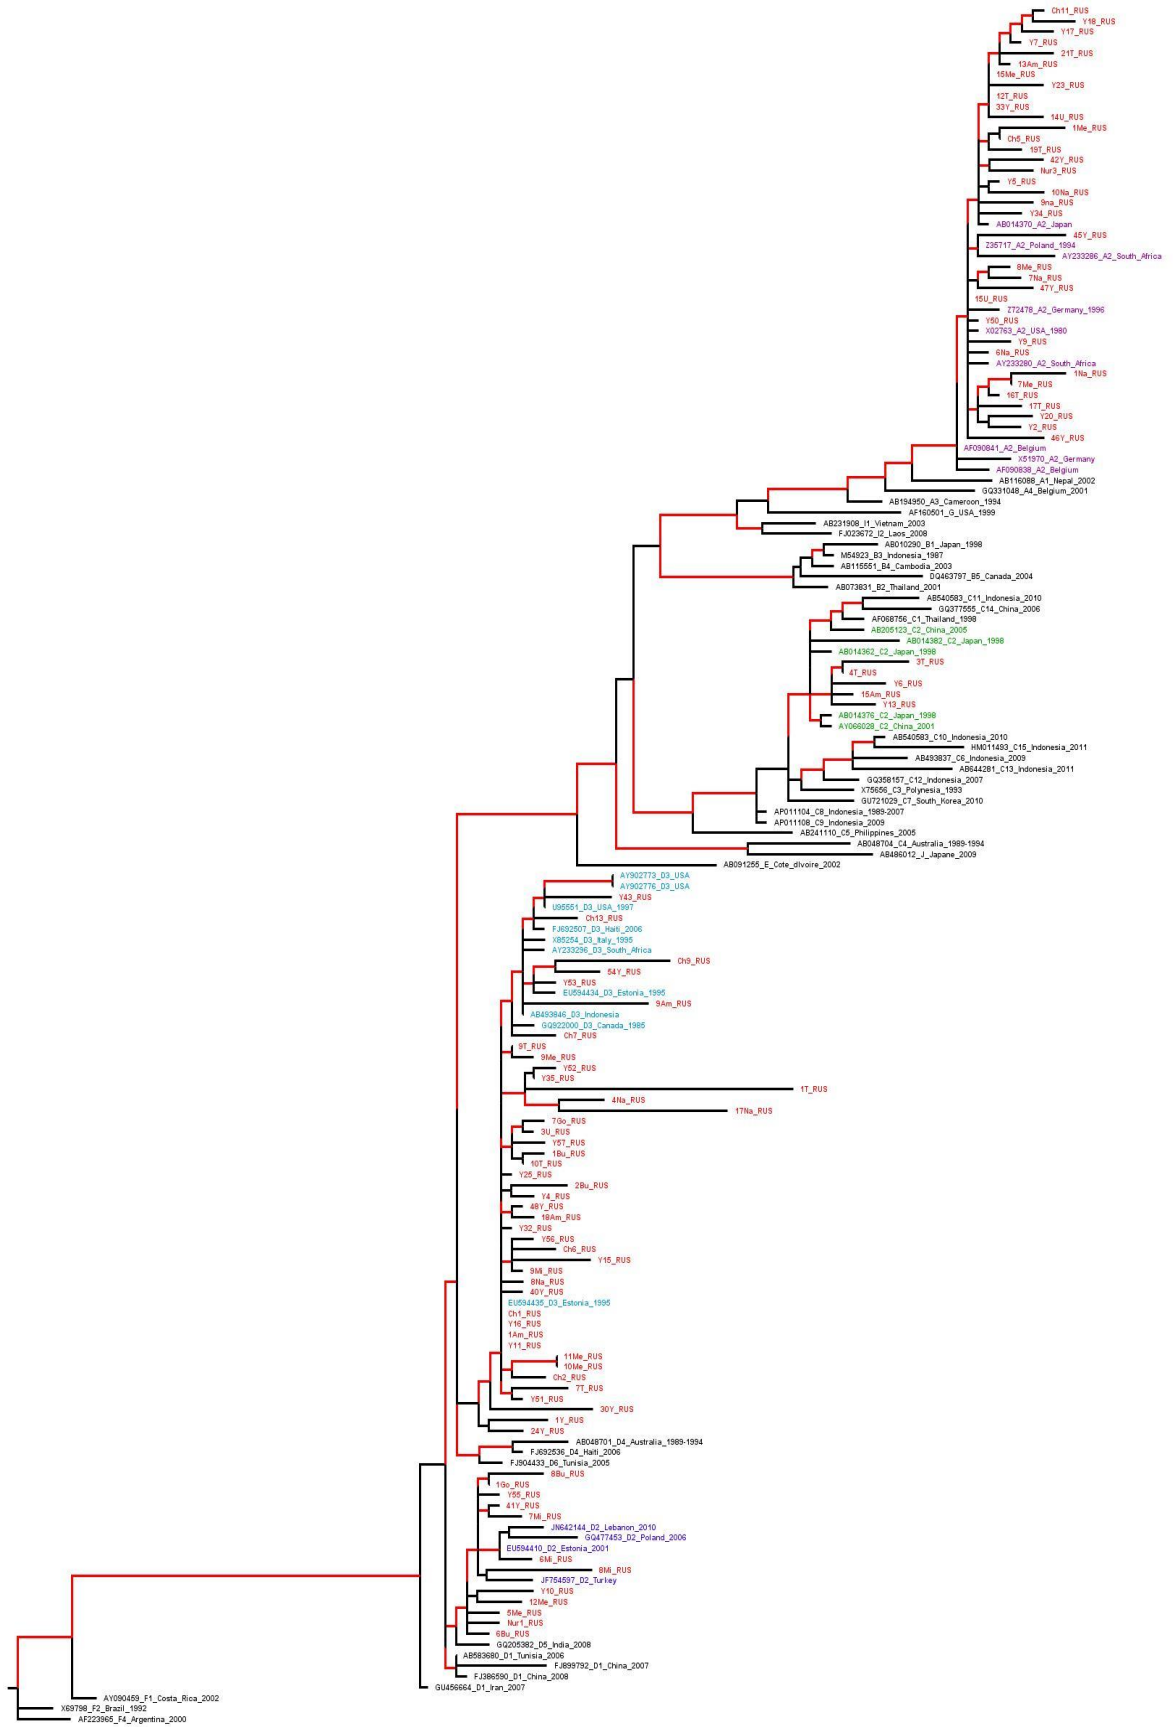 Ch11_RUS
Y18_RUS
Y17_RUS
Y7_RUS
21T_RUS
13Am_RUS
15Me_RUS
Y23_RUS
12T_RUS
33Y_RUS
14U_RUS
1Me_RUS
Ch5_RUS
19T_RUS
42Y_RUS
Nur3_RUS
Y5_RUS
10Na_RUS
9na_RUS
Y34_RUS
AB014370_A2_Japan
45Y_RUS
Z35717_A2_Poland_1994
AY233286_A2_South_Africa
8Me_RUS
7Na_RUS
47Y_RUS
15U_RUS
Z72478_A2_Germany_1996
Y50_RUS
X02763_A2_USA_1980
Y9_RUS
6Na_RUS
AY233280_A2_South_Africa
1Na_RUS
7Me_RUS
16T_RUS
17T_RUS
Y20_RUS
Y2_RUS
46Y_RUS
AF090841_A2_Belgium
X51970_A2_Germany
AF090838_A2_Belgium
AB116088_A1_Nepal_2002
GQ331048_A4_Belgium_2001
AB194950_A3_Cameroon_1994
AF160501_G_USA_1999
AB231908_I1_Vietnam_2003
FJ023672_I2_Laos_2008
AB010290_B1_Japan_1998
M54923_B3_Indonesia_1987
AB115551_B4_Cambodia_2003
DQ463797_B5_Canada_2004
AB073831_B2_Thailand_2001
AB540583_C11_Indonesia_2010
GQ377555_C14_China_2006
AF068756_C1_Thailand_1998
AB205123_C2_China_2005
AB014382_C2_Japan_1998
AB014362_C2_Japan_1998
3T_RUS
4T_RUS
Y6_RUS
15Am_RUS
Y13_RUS
AB014376_C2_Japan_1998
AY066028_C2_China_2001
AB540583_C10_Indonesia_2010
HM011493_C15_Indonesia_2011
AB493837_C6_Indonesia_2009
AB644281_C13_Indonesia_2011
GQ358157_C12_Indonesia_2007
X75656_C3_Polynesia_1993
GU721029_C7_South_Korea_2010
AP011104_C8_Indonesia_1989-2007
AP011108_C9_Indonesia_2009
AB241110_C5_Philippines_2005
AB048704_C4_Australia_1989-1994
AB486012_J_Japane_2009
AB091255_E_Cote_dIvoire_2002
AY902773_D3_USA
AY902776_D3_USA
Y43_RUS
U95551_D3_USA_1997
Ch13_RUS
FJ692507_D3_Haiti_2006
X85254_D3_Italy_1995
AY233296_D3_South_Africa
Ch9_RUS
54Y_RUS
Y53_RUS
EU594434_D3_Estonia_1995
9Am_RUS
AB493846_D3_Indonesia
GQ922000_D3_Canada_1985
Ch7_RUS
9T_RUS
9Me_RUS
Y52_RUS
Y35_RUS
1T_RUS
4Na_RUS
17Na_RUS
7Go_RUS
3U_RUS
Y57_RUS
1Bu_RUS
10T_RUS
Y25_RUS
2Bu_RUS
Y4_RUS
48Y_RUS
18Am_RUS
Y32_RUS
Y56_RUS
Ch6_RUS
Y15_RUS
9Mi_RUS
8Na_RUS
40Y_RUS
EU594435_D3_Estonia_1995
Ch1_RUS
Y16_RUS
1Am_RUS
Y11_RUS
11Me_RUS
10Me_RUS
Ch2_RUS
7T_RUS
Y51_RUS
30Y_RUS
1Y_RUS
24Y_RUS
AB048701_D4_Australia_1989-1994
FJ692536_D4_Haiti_2006
FJ904433_D6_Tunisia_2005
8Bu_RUS
1Go_RUS
Y55_RUS
41Y_RUS
7Mi_RUS
JN642144_D2_Lebanon_2010
GQ477453_D2_Poland_2006
EU594410_D2_Estonia_2001
6Mi_RUS
8Mi_RUS
JF754597_D2_Turkey
Y10_RUS
12Me_RUS
5Me_RUS
Nur1_RUS
6Bu_RUS
GQ205382_D5_India_2008
AB583680_D1_Tunisia_2006
FJ899792_D1_China_2007
FJ386590_D1_China_2008
GU456664_D1_Iran_2007
AY090459_F1_Costa_Rica_2002
X69798_F2_Brazil_1992
AF223965_F4_Argentina_2000